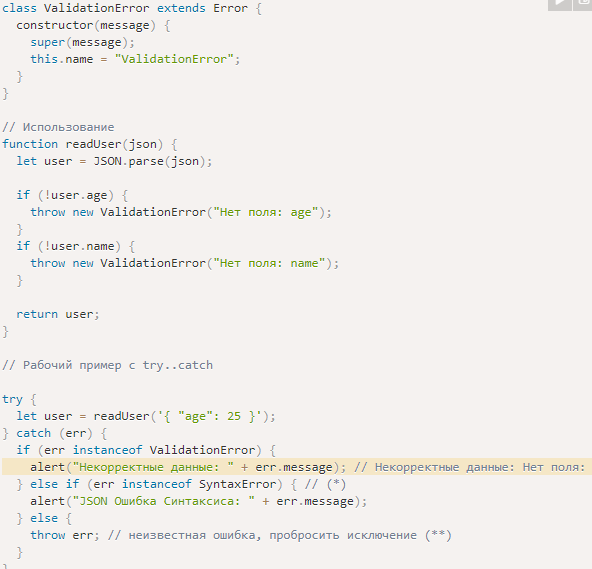 class ValidationError extends Error {
  constructor(message) {
    super(message);
    this.name = "ValidationError";
  }
}

// Использование
function readUser(json) {
  let user = JSON.parse(json);

  if (!user.age) {
    throw new ValidationError("Нет поля: age");
  }
  if (!user.name) {
    throw new ValidationError("Нет поля: name");
  }

  return user;
}

// Рабочий пример с try..catch

try {
  let user = readUser('{ "age": 25 }');
} catch (err) {
  if (err instanceof ValidationError) {
    alert("Некорректные данные: " + err.message); // Некорректные данные: Нет поля:
  } else if (err instanceof SyntaxError) { // (*)
    alert("JSON Ошибка Синтаксиса: " + err.message);
  } else {
    throw err; // неизвестная ошибка, пробросить исключение (**)
  }
}